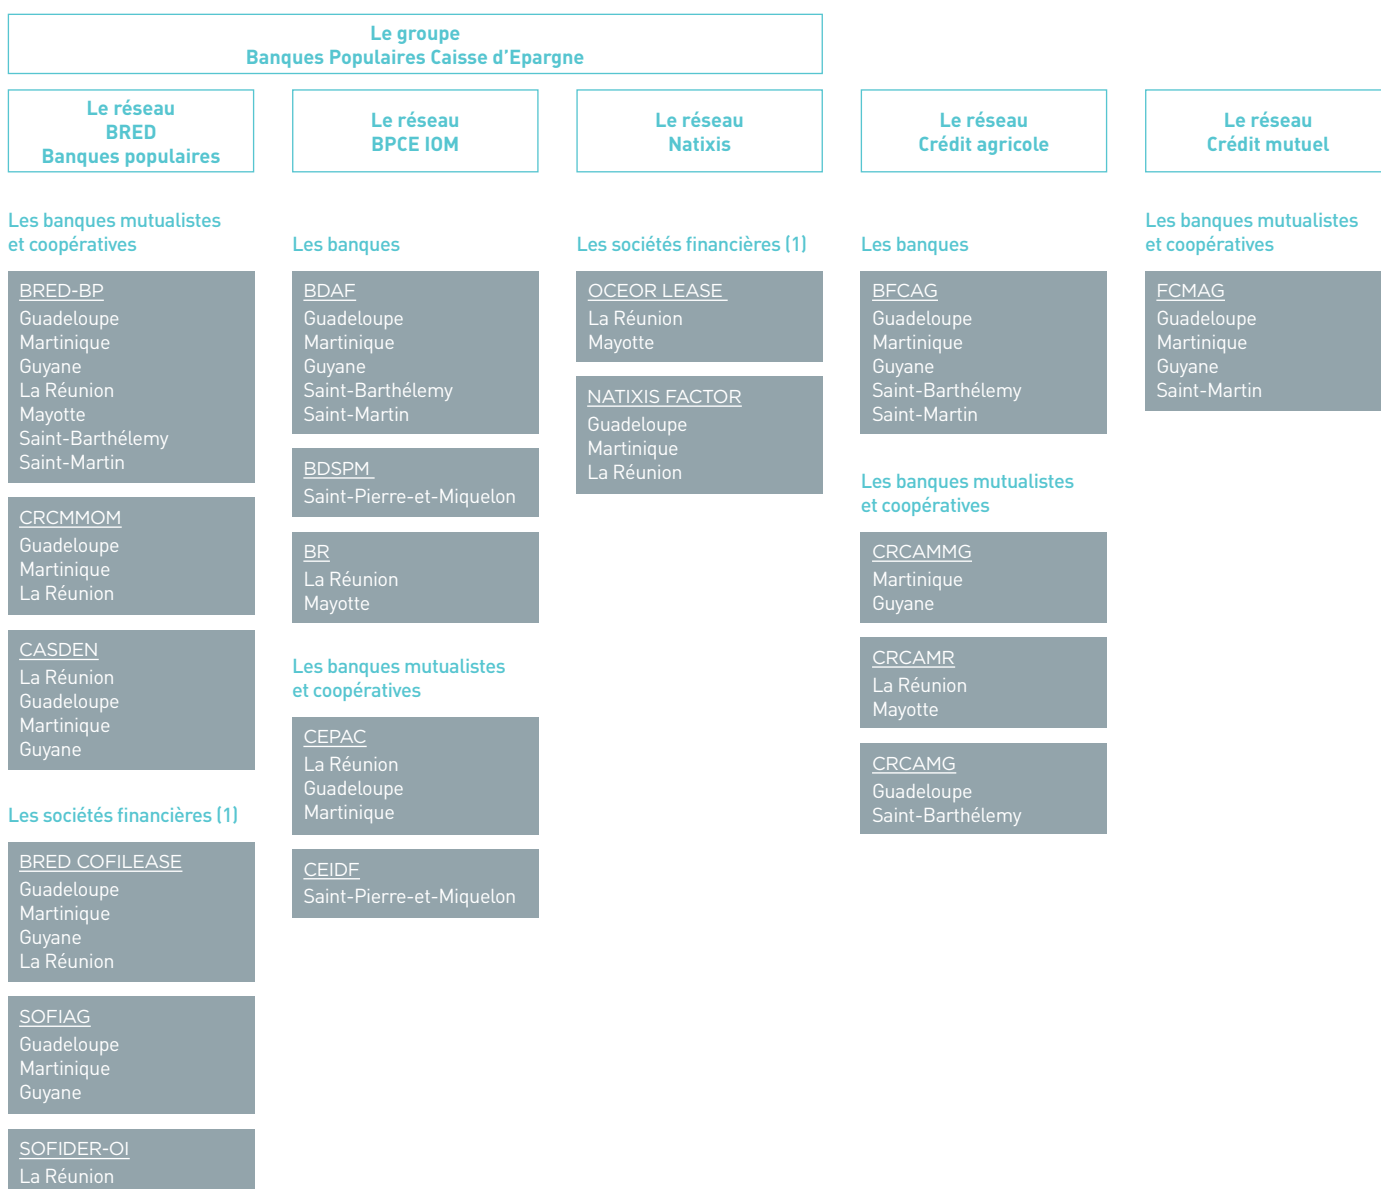 Le groupe
Banques Populaires Caisse d'Epargne
Le réseau
BRED
Banques populaires
Les banques mutualistes
et coopératives
BRED-BP
Guadeloupe
Martinique
Guyane
La Réunion
Mayotte
Saint-Barthélemy
Saint-Martin
CRCMMOM
Guadeloupe
Martinique
La Réunion
CASDEN
La Réunion
Guadeloupe
Martinique
Guyane
Les sociétés financières (1)
BRED COFILEASE
Guadeloupe
Martinique
Guyane
La Réunion
SOFIAG
Guadeloupe
Martinique
Guyane
SOFIDER-OI
La Réunion
Le réseau
BPCE IOM
Les banques
BDAF
Guadeloupe
Martinique
Guyane
Saint-Barthélemy
Saint-Martin
BDSPM
Saint-Pierre-et-Miquelon
BR
La Réunion
Mayotte
Les banques mutualistes
et coopératives
CEPAC
La Réunion
Guadeloupe
Martinique
CEIDF
Saint-Pierre-et-Miquelon
Le réseau
Natixis
Les sociétés financières (1)
OCEOR LEASE
La Réunion
Mayotte
NATIXIS FACTOR
Guadeloupe
Martinique
La Réunion
Le réseau
Crédit agricole
Les banques
BFCAG
Guadeloupe
Martinique
Guyane
Saint-Barthélemy
Saint-Martin
Les banques mutualistes
et coopératives
CRCAMMG
Martinique
Guyane
CRCAMR
La Réunion
Mayotte
CRCAMG
Guadeloupe
Saint-Barthélemy
Le réseau
Crédit mutuel
Les banques mutualistes
et coopératives
FCMAG
Guadeloupe
Martinique
Guyane
Saint-Martin